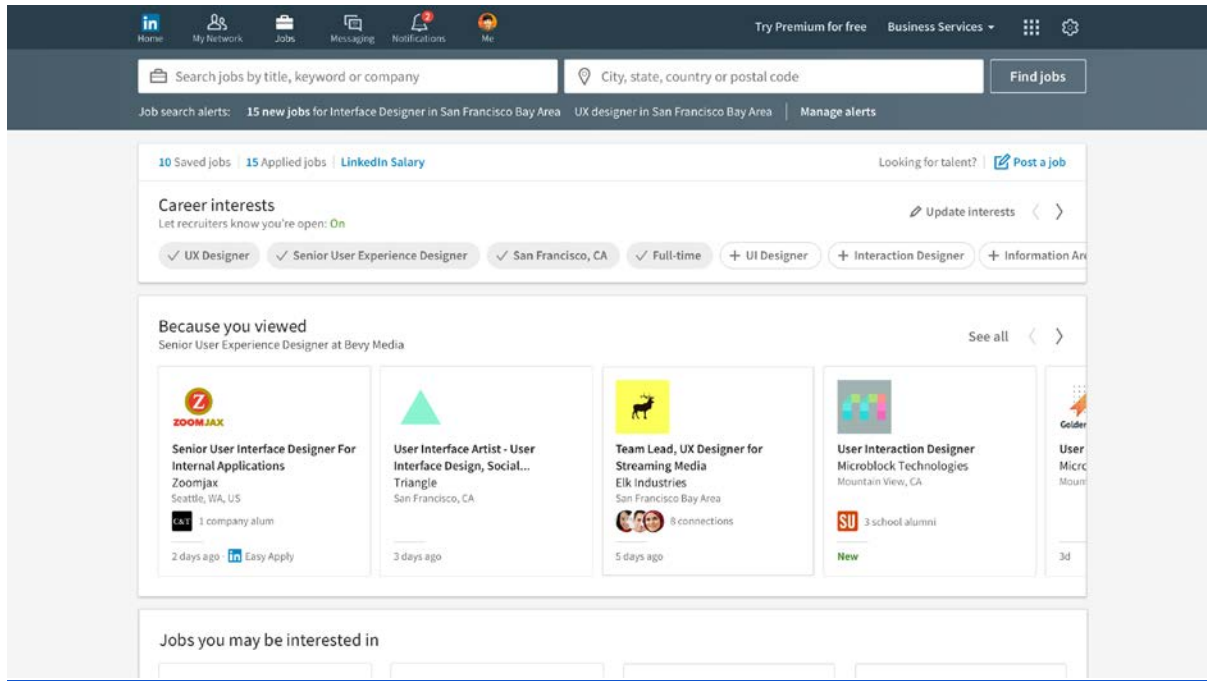 in
2
Home My Network Jobs Messaging Notifications Me
Try Premium for free Business Services
Search jobs by title, keyword or company
City, state, country or postal code
Find jobs
Job search alerts: 15 new jobs for Interface Designer in San Francisco Bay Area UX designer in San Francisco Bay Area Manage alerts
10 Saved jobs 15 Applied jobs LinkedIn Salary
Looking for talent? Post a job
Career interests
Let recruiters know you're open: On
Update interests
UX Designer Senior User Experience Designer San Francisco, CA Full-time UI Designer Interaction Designer Information
Because you viewed
Senior User Experience Designer at Bevy Media
See all
Z
ZOOMJAX
Senior User Interface Designer For
Internal Applications
Zoomjax
Seattle, WA, US
C&T 1 company alum
2 days ago · in Easy Apply
User Interface Artist - User
Interface Design, Social...
Triangle
San Francisco, CA
3 days ago
Team Lead, UX Designer for
Streaming Media
Elk Industries
San Francisco Bay Area
8 connections
5 days ago
User Interaction Designer
Microblock Technologies
Mountain View, CA
SU 3 school alumni
New
Golden
User
3d
Jobs you may be interested in